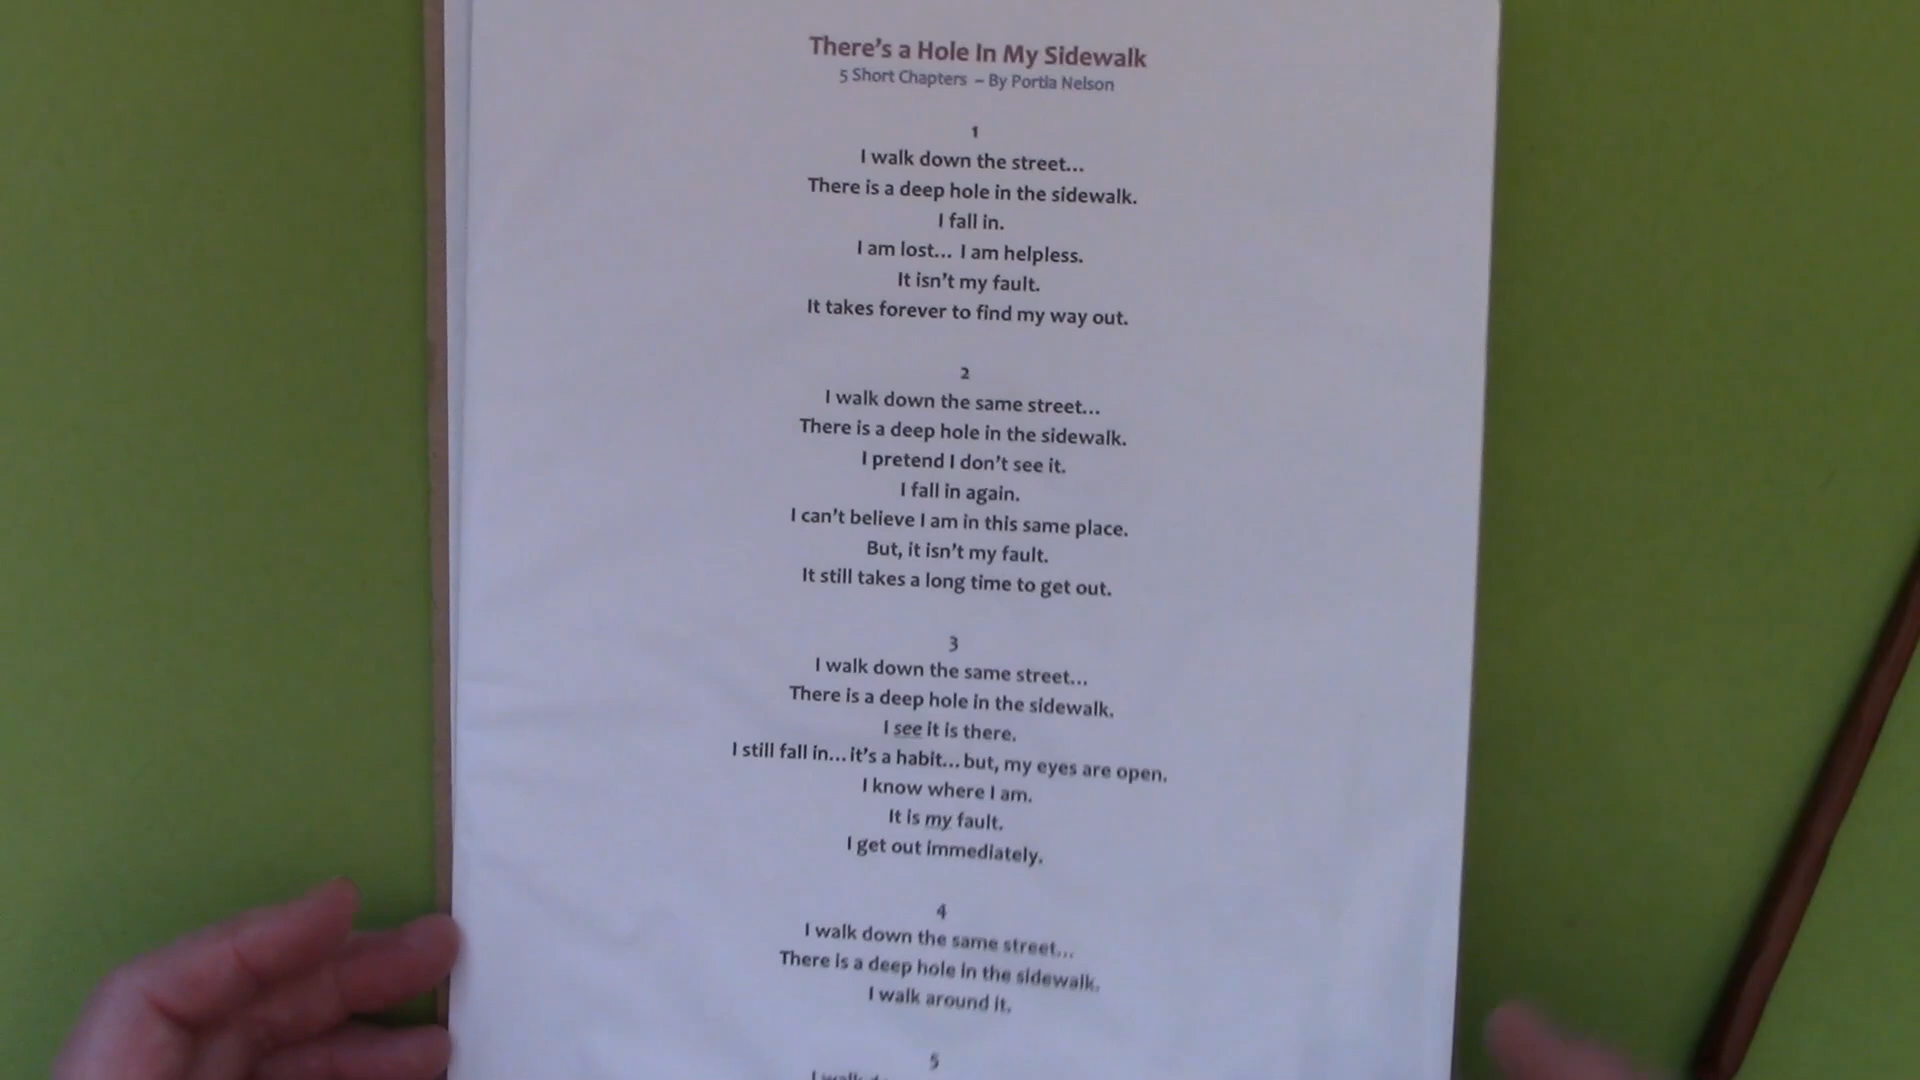 There's a Hole In My Sidewalk
5 Short Chapters – By Portia Nelson
1
I walk down the street...
There is a deep hole in the sidewalk.
I fall in.
I am lost... I am helpless.
It isn't my fault.
It takes forever to find my way out.
2
I walk down the same street...
There is a deep hole in the sidewalk.
I pretend I don't see it.
I fall in again.
I can't believe I am in this same place.
But, it isn't my fault.
It still takes a long time to get out.
3
I walk down the same street...
There is a deep hole in the sidewalk.
I see it is there.
I still fall in... it's a habit... but, my eyes are open.
I know where I am.
It is my fault.
I get out immediately.
4
I walk down the same street...
There is a deep hole in the sidewalk.
I walk around it.
5
I walk